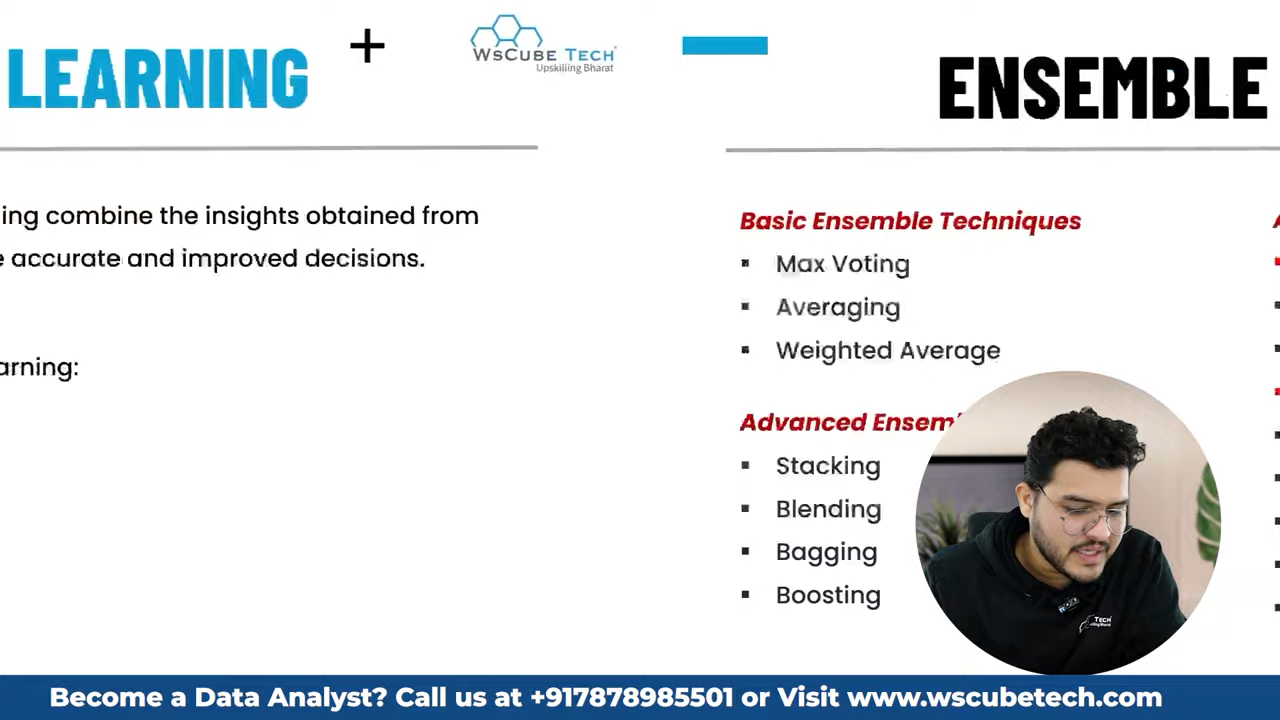 LEARNING
+
WSCUBE TECH
Upskilling Bharat
ENSEMBLE
ing combine the insights obtained from
e accurate and improved decisions.
arning:
Basic Ensemble Techniques
▪ Max Voting
▪ Averaging
▪ Weighted Average
Advanced Ensem
▪ Stacking
▪ Blending
▪ Bagging
▪ Boosting
TECH
Become a Data Analyst? Call us at +917878985501 or Visit www.wscubetech.com